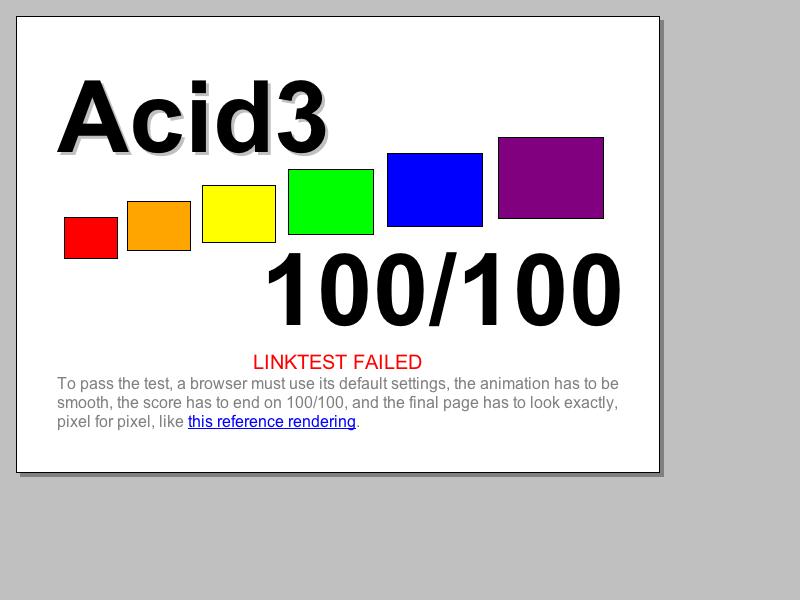 Acid3
100/100
LINKTEST FAILED
To pass the test, a browser must use its default settings, the animation has to be
smooth, the score has to end on 100/100, and the final page has to look exactly,
pixel for pixel, like this reference rendering.